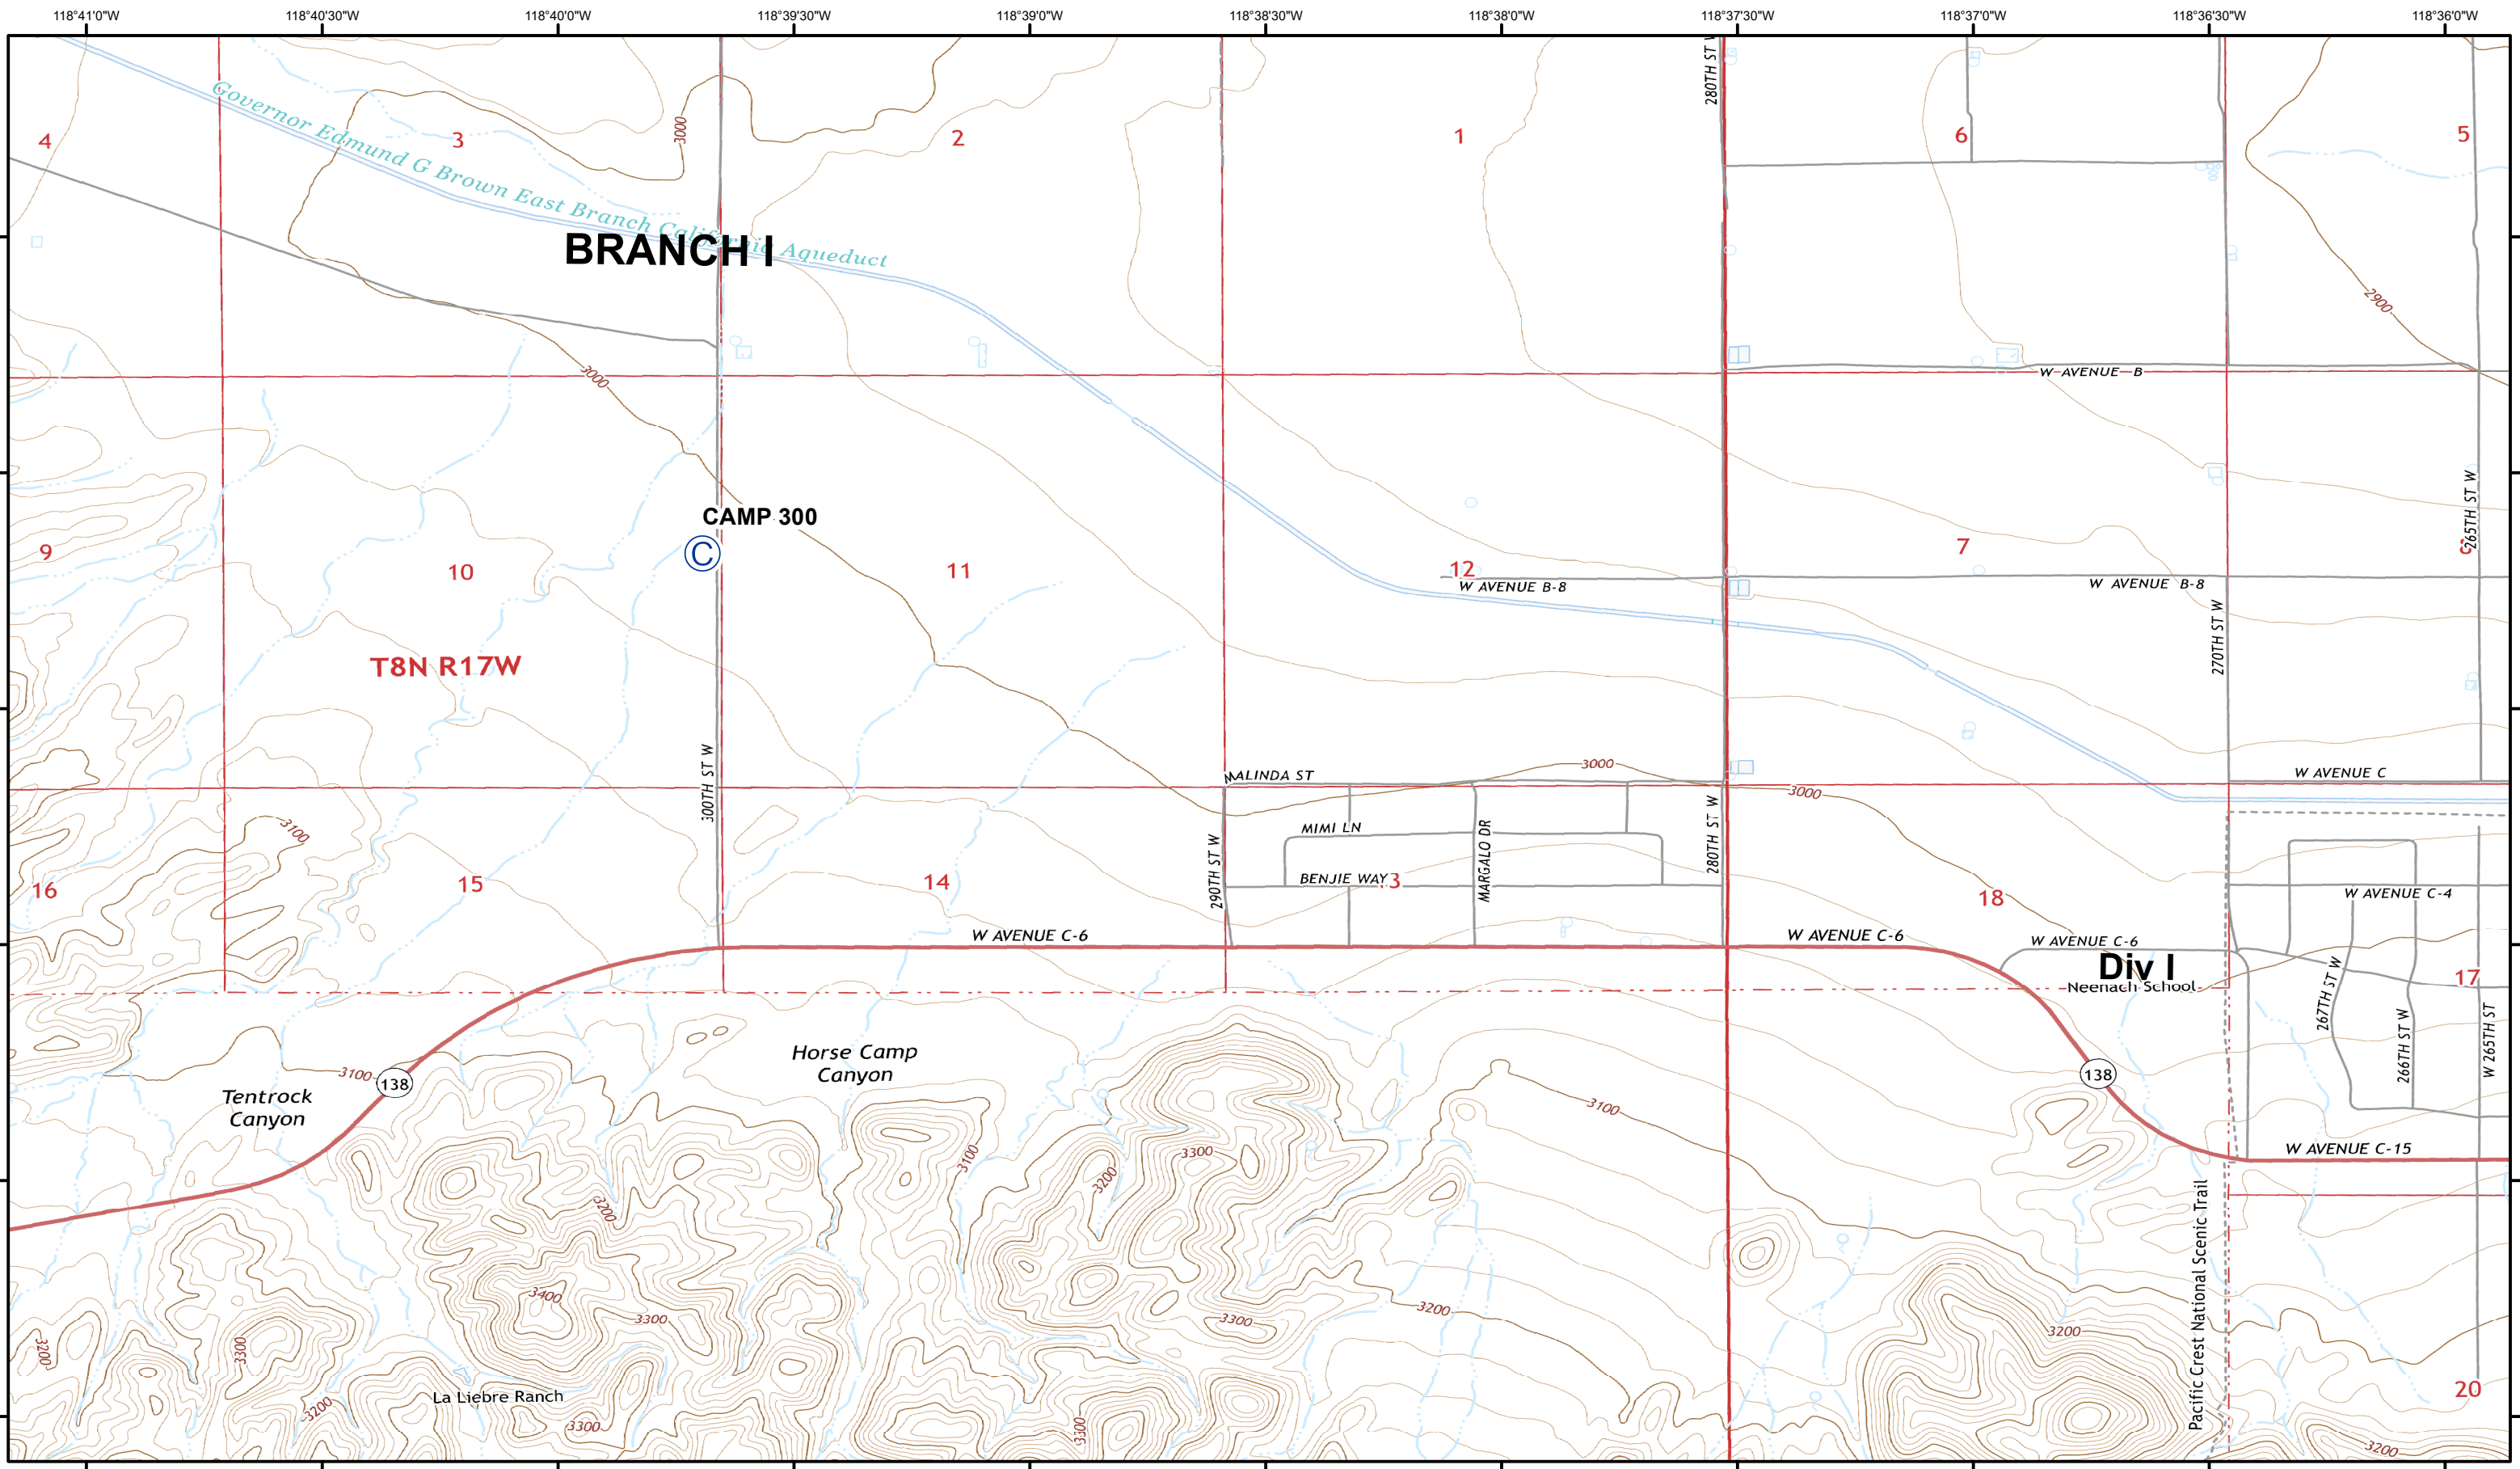 118°41'0"W
118°40'30"W
118°40'0"W
118°39'30"W
118°39'0"W
118°38'30"W
118°38'0"W
118°37'30"W
118°37'0"W
118°36'30"W
118°36'0"W
280TH ST W
Governor Edmund G Brown East Branch California Aqueduct
4
3
3000
2
1
6
5
BRANCH I
2900
3000
W AVENUE B
CAMP 300
C
265TH ST W
9
10
11
12
7
W AVENUE B-8
W AVENUE B-8
270TH ST W
T8N R17W
300TH ST W
MALINDA ST
3000
3000
W AVENUE C
3100
MIMI LN
280TH ST W
290TH ST W
MARGALO DR
BENJIE WAY
13
16
15
14
18
W AVENUE C-4
W AVENUE C-6
W AVENUE C-6
W AVENUE C-6
Div I
Neenach School
17
267TH ST W
266TH ST W
W 265TH ST
Horse Camp
Canyon
3100
138
138
Tentrock
Canyon
3100
3100
3300
3200
W AVENUE C-15
3200
Pacific Crest National Scenic Trail
3400
3300
3300
3200
3200
3200
3300
La Liebre Ranch
3200
3300
3300
20
3200